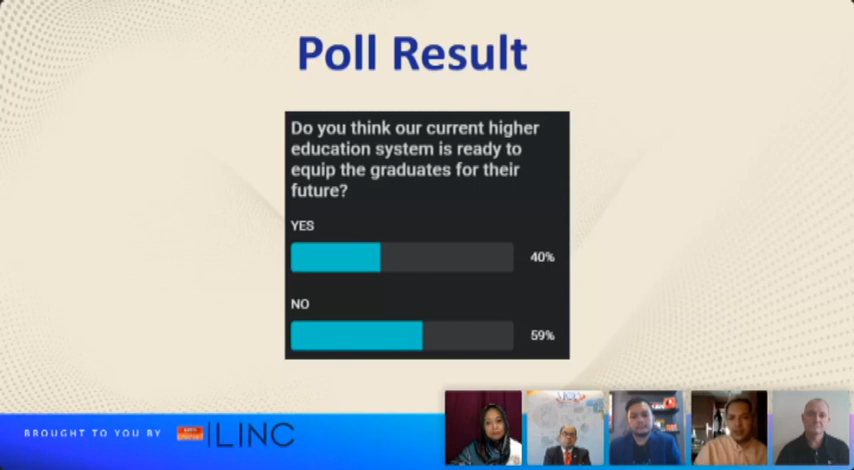 Poll Result
Do you think our current higher
education system is ready to
equip the graduates for their
future?
YES
40%
NO
59%
BROUGHT TO YOU BY
ILINC